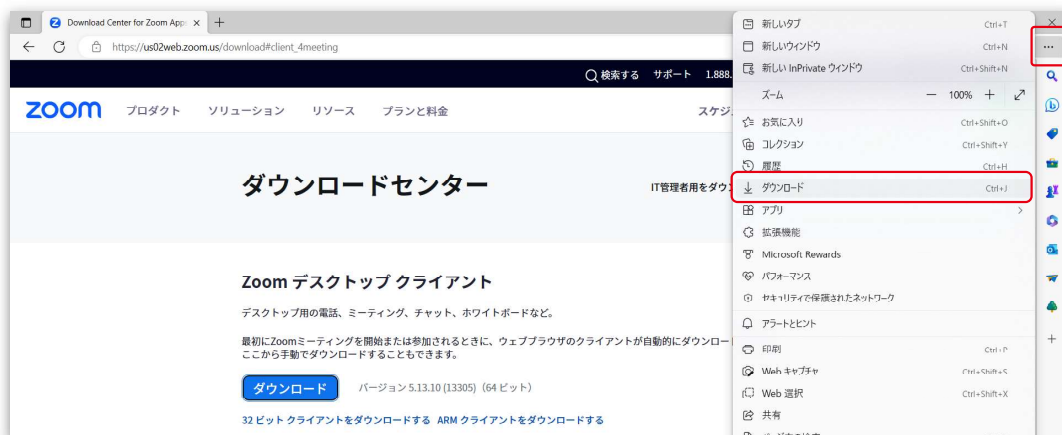 Download Center for Zoom Apps
https://us02web.zoom.us/download#client_4meeting
検索する サポート 1.888.
zoom プロダクト ソリューション リソース プランと料金 スケジュ
ダウンロードセンター
IT管理者用をダウン
Zoom デスクトップ クライアント
デスクトップ用の電話、ミーティング、チャット、ホワイトボードなど。
最初にZoomミーティングを開始または参加されるときに、ウェブブラウザのクライアントが自動的にダウンロー
ここから手動でダウンロードすることもできます。
ダウンロード バージョン 5.13.10 (13305) (64 ビット)
32 ビット クライアントをダウンロードする ARM クライアントをダウンロードする
新しいタブ Ctrl+T
新しいウィンドウ Ctrl+N
新しい InPrivate ウィンドウ Ctrl+Shift+N
ズーム 100%
お気に入り Ctrl+Shift+O
コレクション Ctrl+Shift+Y
履歴 Ctrl+H
ダウンロード Ctrl+J
アプリ
拡張機能
Microsoft Rewards
パフォーマンス
セキュリティで保護されたネットワーク
アラートとヒント
印刷 Ctrl+P
Web キャプチャ Ctrl+Shift+S
Web 選択 Ctrl+Shift+X
共有